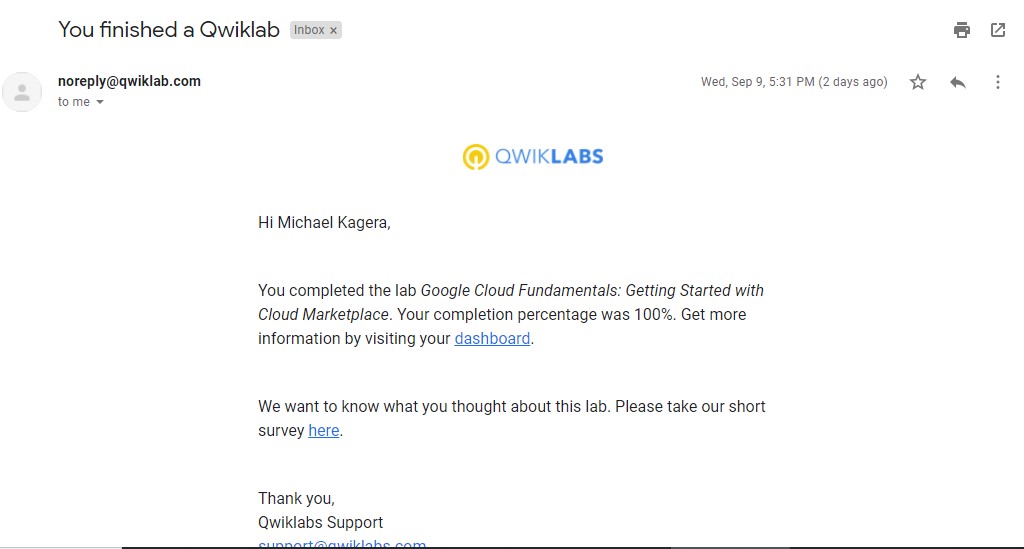 You finished a Qwiklab Inbox x
noreply@qwiklab.com
Wed, Sep 9, 5:31 PM (2 days ago)
to me
QWIKLABS
Hi Michael Kagera,
You completed the lab Google Cloud Fundamentals: Getting Started with
Cloud Marketplace. Your completion percentage was 100%. Get more
information by visiting your dashboard.
We want to know what you thought about this lab. Please take our short
survey here.
Thank you,
Qwiklabs Support
support@qwiklabs.com